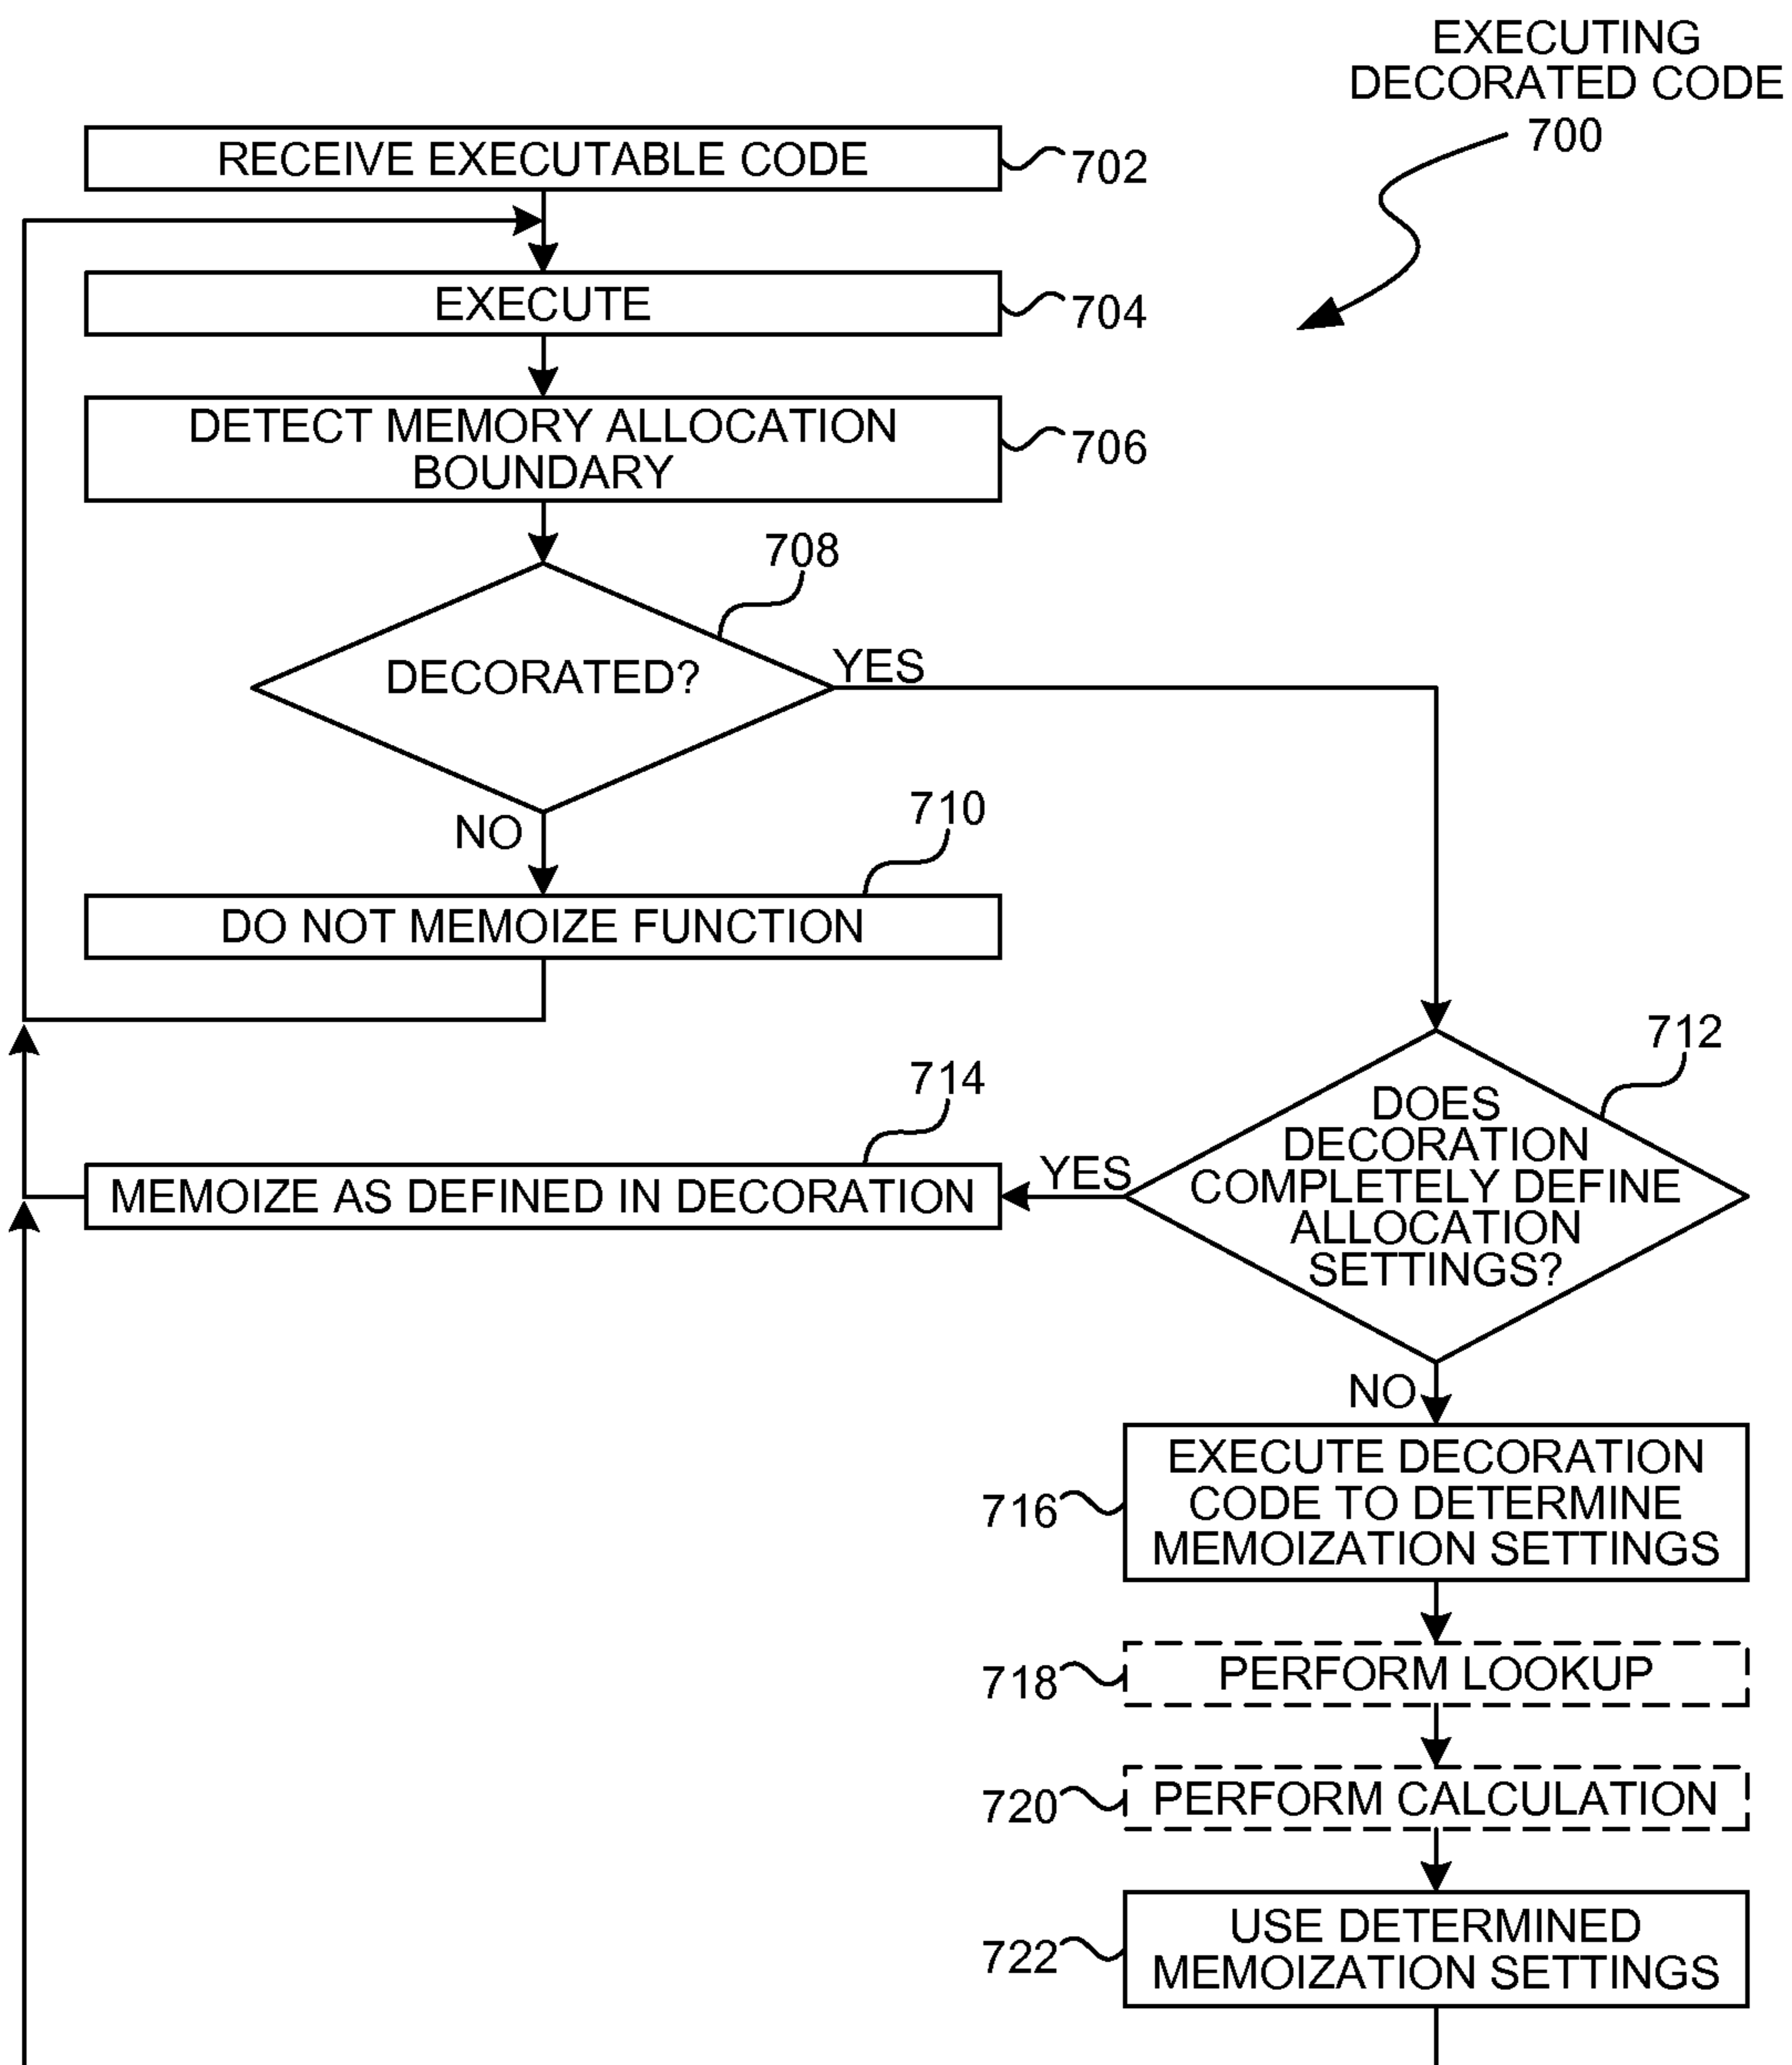 EXECUTING
DECORATED CODE
700
RECEIVE EXECUTABLE CODE
702
EXECUTE
704
DETECT MEMORY ALLOCATION
BOUNDARY
706
708
DECORATED?
YES
NO
710
DO NOT MEMOIZE FUNCTION
712
DOES
DECORATION
COMPLETELY DEFINE
ALLOCATION
SETTINGS?
YES
714
MEMOIZE AS DEFINED IN DECORATION
NO
EXECUTE DECORATION
CODE TO DETERMINE
MEMOIZATION SETTINGS
716
PERFORM LOOKUP
718
PERFORM CALCULATION
720
USE DETERMINED
MEMOIZATION SETTINGS
722